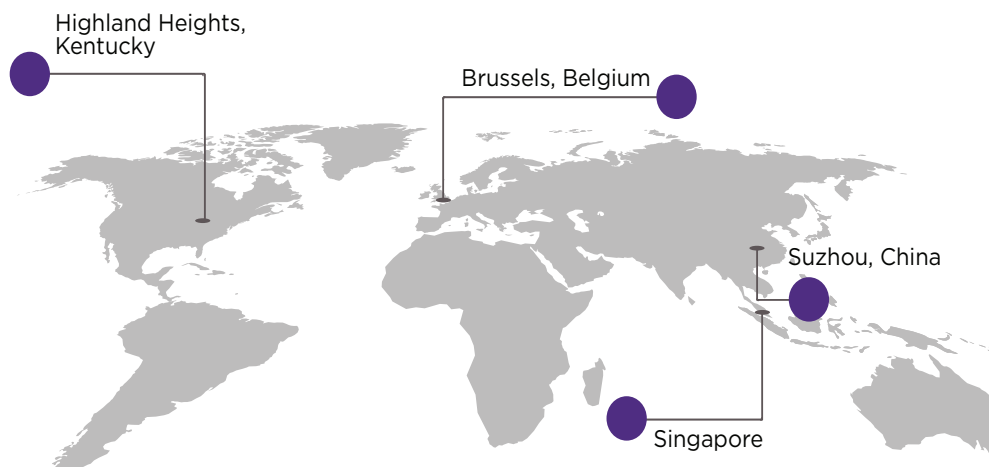 Highland Heights,
Kentucky
Brussels, Belgium
Suzhou, China
Singapore